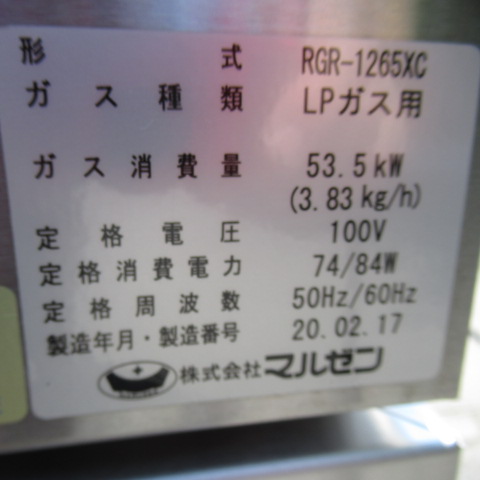 形式 RGR-1265XC
ガス種類 LPガス用
ガス消費量 53.5kW
(3.83kg/h)
定格電圧 100V
定格消費電力 74/84W
定格周波数 50Hz/60Hz
製造年月・製造番号 20.02.17
株式会社マルゼン